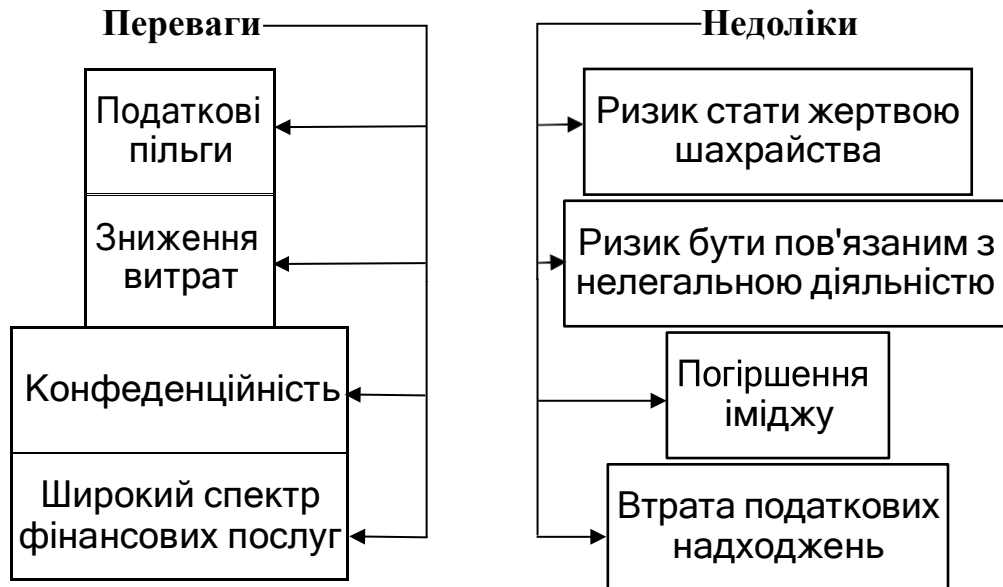 Переваги
Податкові
пільги
Зниження
витрат
Конфеденційність
Широкий спектр
фінансових послуг
Недоліки
Ризик стати жертвою
шахрайства
Ризик бути пов'язаним з
нелегальною діяльністю
Погіршення
іміджу
Втрата податкових
надходжень